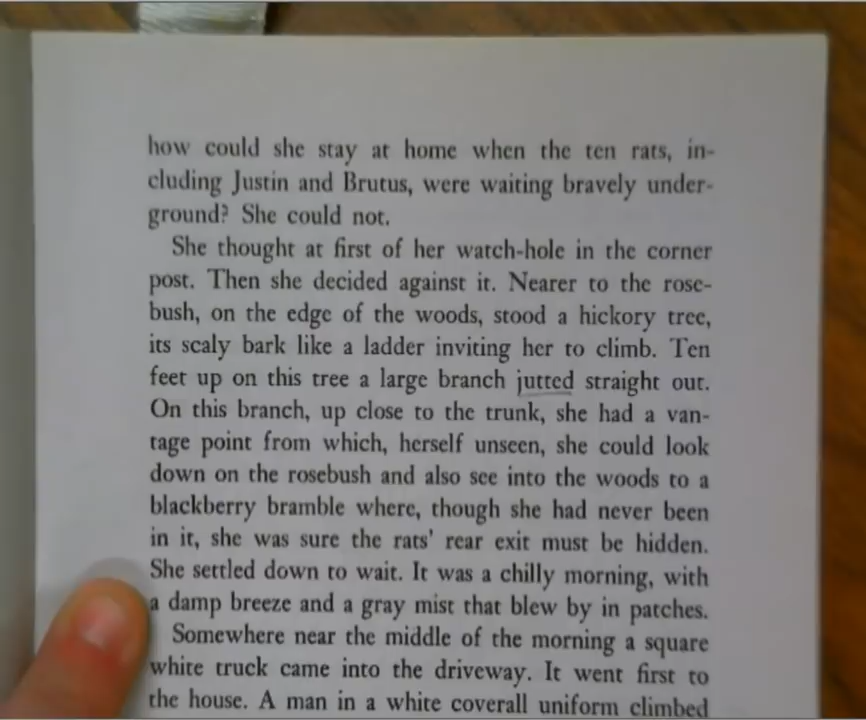 how could she stay at home when the ten rats, in-
cluding Justin and Brutus, were waiting bravely under-
ground? She could not.
She thought at first of her watch-hole in the corner
post. Then she decided against it. Nearer to the rose-
bush, on the edge of the woods, stood a hickory tree,
its scaly bark like a ladder inviting her to climb. Ten
feet up on this tree a large branch jutted straight out.
On this branch, up close to the trunk, she had a van-
tage point from which, herself unseen, she could look
down on the rosebush and also see into the woods to a
blackberry bramble where, though she had never been
in it, she was sure the rats' rear exit must be hidden.
She settled down to wait. It was a chilly morning, with
a damp breeze and a gray mist that blew by in patches.
Somewhere near the middle of the morning a square
white truck came into the driveway. It went first to
the house. A man in a white coverall uniform climbed